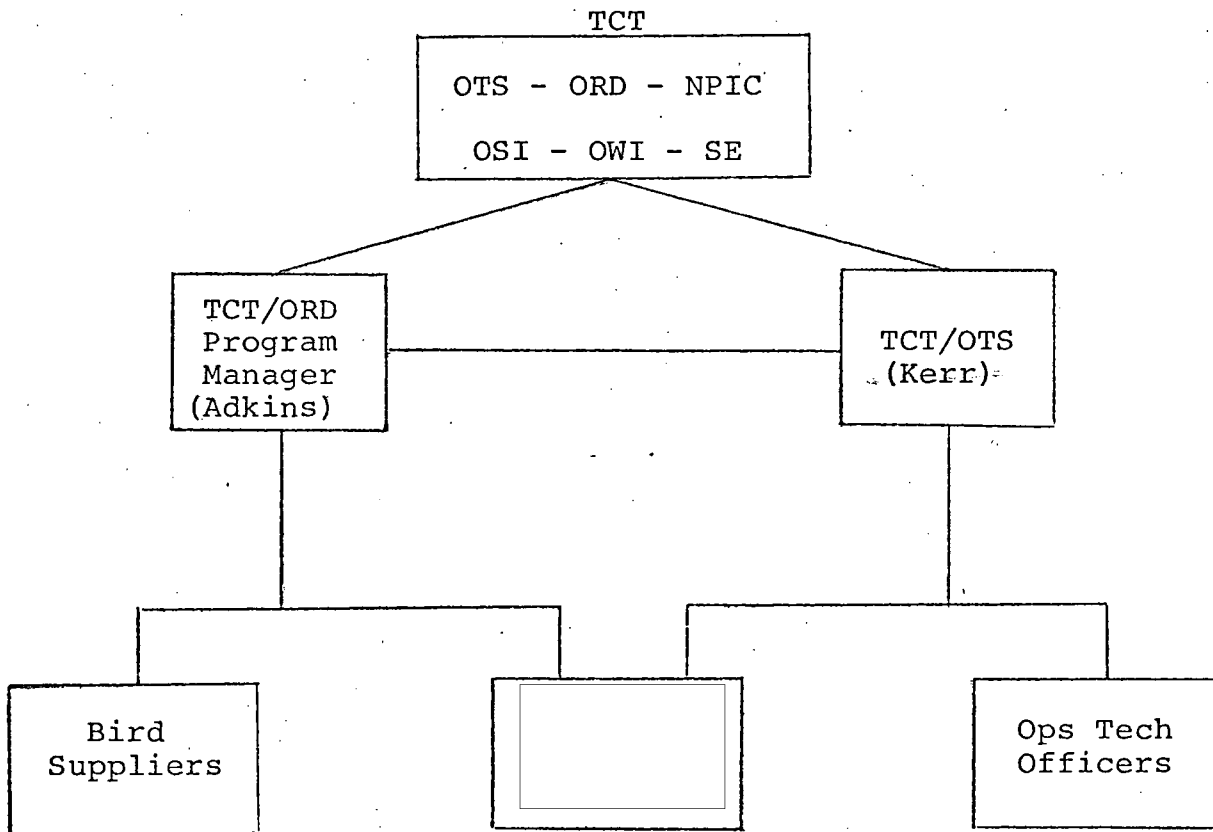 TCT
OTS - ORD - NPIC
OSI - OWI - SE
TCT/ORD
Program
Manager
(Adkins)
TCT/OTS
(Kerr)
Bird
Suppliers
Ops Tech
Officers